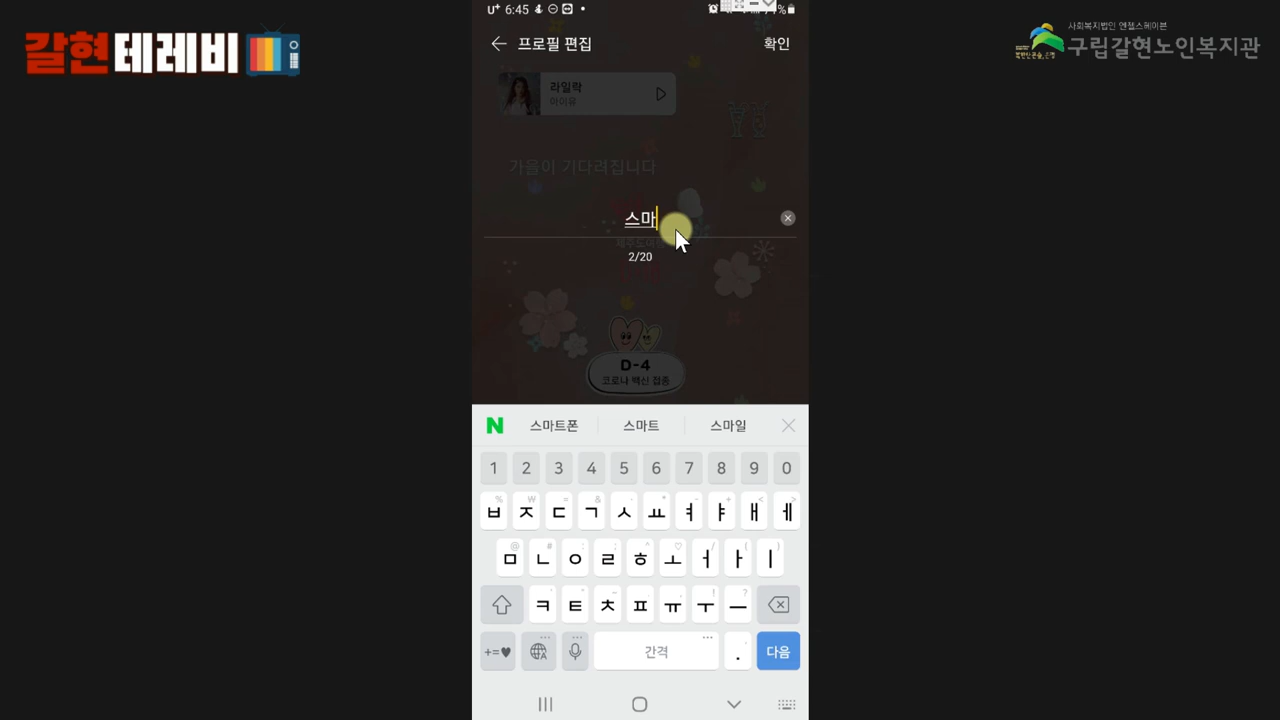 갈현테레비
사회복지법인 엔젤스헤이븐
구립갈현노인복지관
U+ 6:45
프로필 편집
확인
라일락
아이유
가을이 기다려집니다
스마
2/20
D-4
코로나 백신 접종
N 스마트폰 스마트 스마일
1 2 3 4 5 6 7 8 9 0
ㅂ ㅈ ㄷ ㄱ ㅅ ㅛ ㅕ ㅑ ㅐ ㅔ
ㅁ ㄴ ㅇ ㄹ ㅎ ㅗ ㅓ ㅏ ㅣ
ㅋ ㅌ ㅊ ㅍ ㅠ ㅜ ㅡ
+=♥ 간격 . 다음